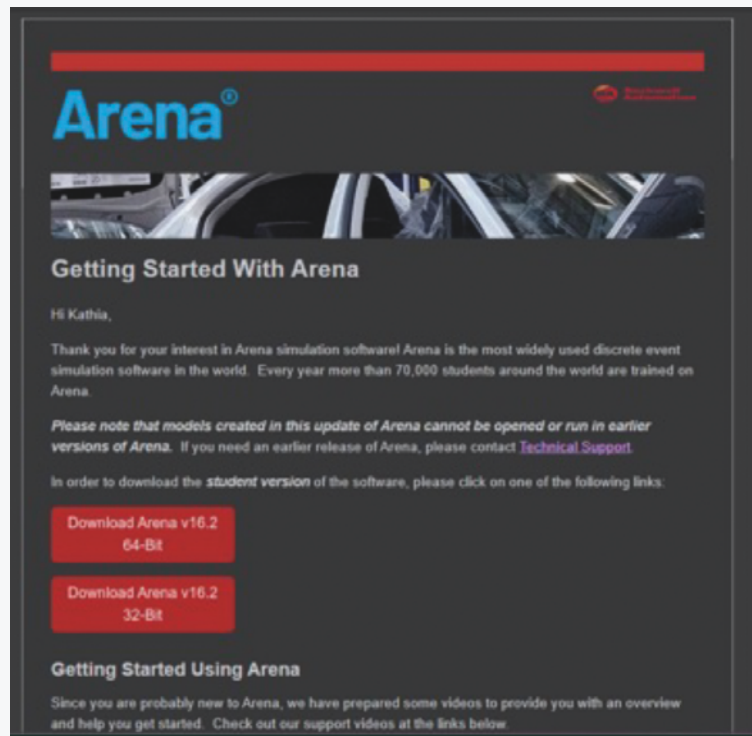 Arena®
Getting Started With Arena
Hi Kathia,
Thank you for your interest in Arena simulation software! Arena is the most widely used discrete event
simulation software in the world. Every year more than 70,000 students around the world are trained on
Arena.
Please note that models created in this update of Arena cannot be opened or run in earlier
versions of Arena. If you need an earlier release of Arena, please contact Technical Support.
In order to download the student version of the software, please click on one of the following links:
Download Arena v16.2
64-Bit
Download Arena v16.2
32-Bit
Getting Started Using Arena
Since you are probably new to Arena, we have prepared some videos to provide you with an overview
and help you get started. Check out our support videos at the links below.